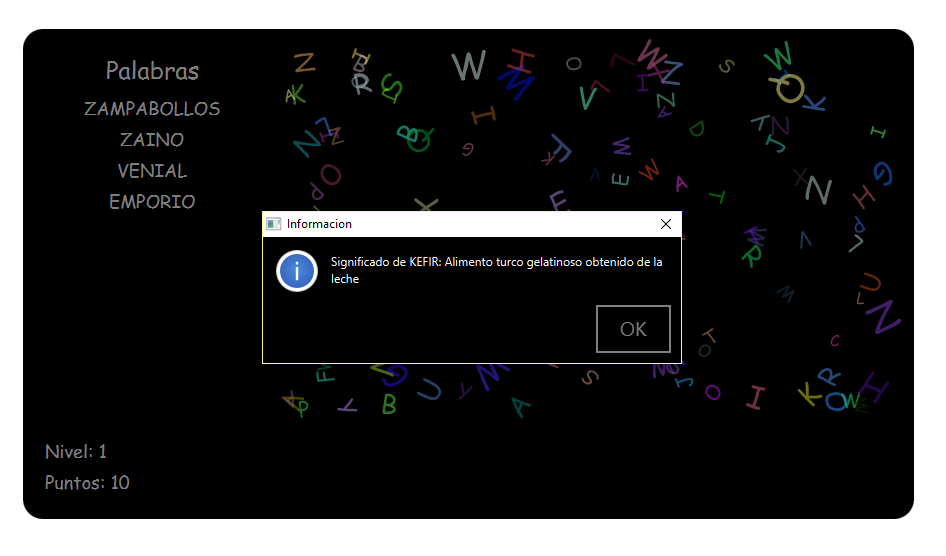 Palabras
ZAMPABOLLOS
ZAINO
VENIAL
EMPORIO
Informacion
Significado de KEFIR: Alimento turco gelatinoso obtenido de la
leche
OK
Nivel: 1
Puntos: 10